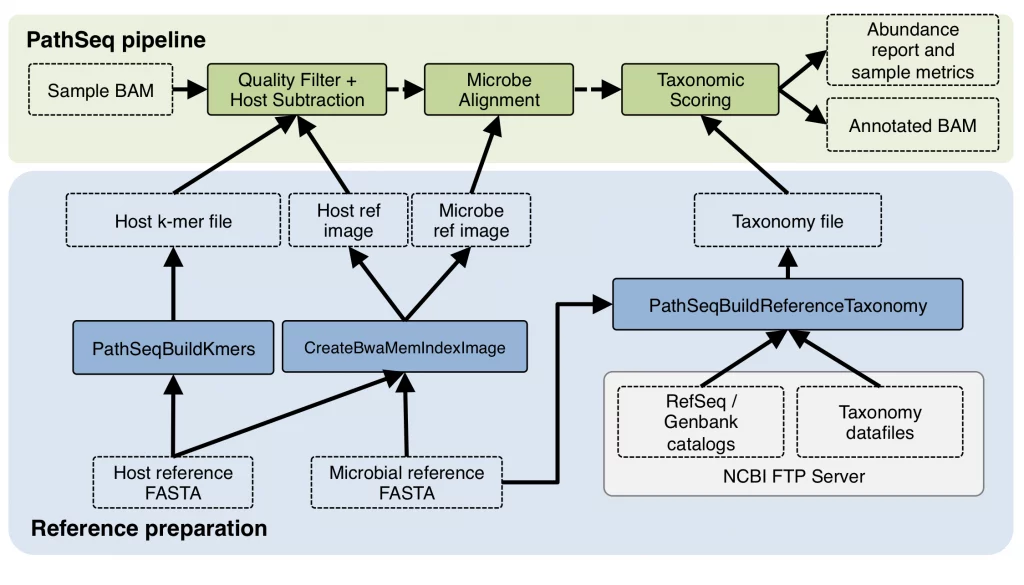 PathSeq pipeline
Sample BAM
Quality Filter +
Host Subtraction
Microbe
Alignment
Taxonomic
Scoring
Abundance
report and
sample metrics
Annotated BAM
Host k-mer file
Host ref
image
Microbe
ref image
Taxonomy file
PathSeqBuildKmers
CreateBwaMemIndexImage
PathSeqBuildReferenceTaxonomy
RefSeq /
Genbank
catalogs
Taxonomy
datafiles
NCBI FTP Server
Host reference
FASTA
Microbial reference
FASTA
Reference preparation